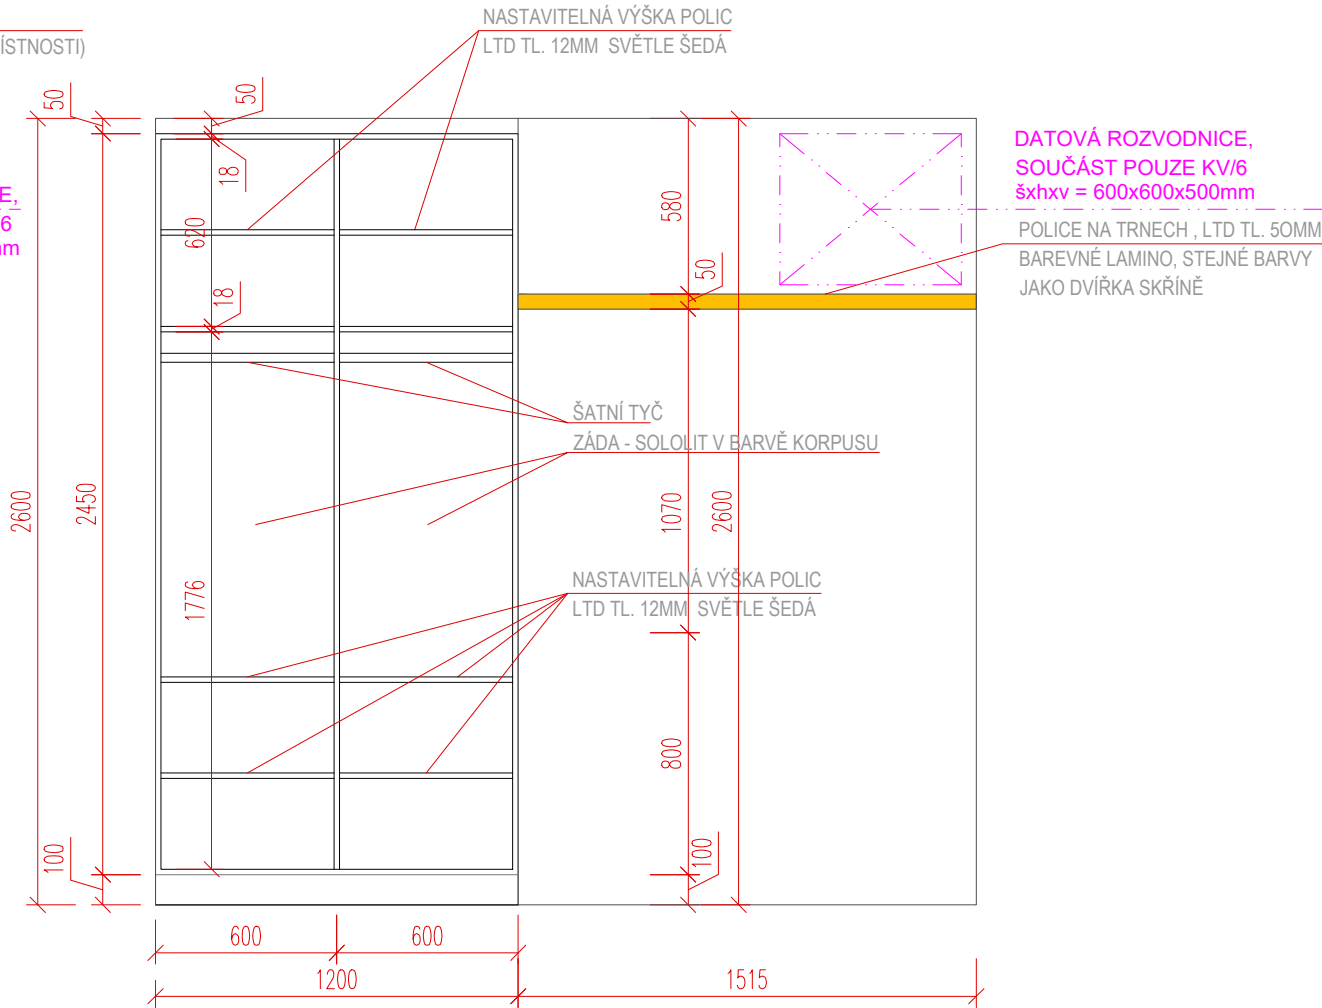 NASTAVITELNÁ VÝŠKA POLIC
LTD TL. 12MM SVĚTLE ŠEDÁ
ÍSTNOSTI)
50
50
18
620
18
580
50
DATOVÁ ROZVODNICE,
SOUČÁST POUZE KV/6
šxhxv = 600x600x500mm
E,
6
m
POLICE NA TRNECH , LTD TL. 5OMM
BAREVNÉ LAMINO, STEJNÉ BARVY
JAKO DVÍŘKA SKŘÍNĚ
ŠATNÍ TYČ
ZÁDA - SOLOLIT V BARVĚ KORPUSU
2600
2450
1070
2600
1776
NASTAVITELNÁ VÝŠKA POLIC
LTD TL. 12MM SVĚTLE ŠEDÁ
800
100
100
600
600
1200
1515